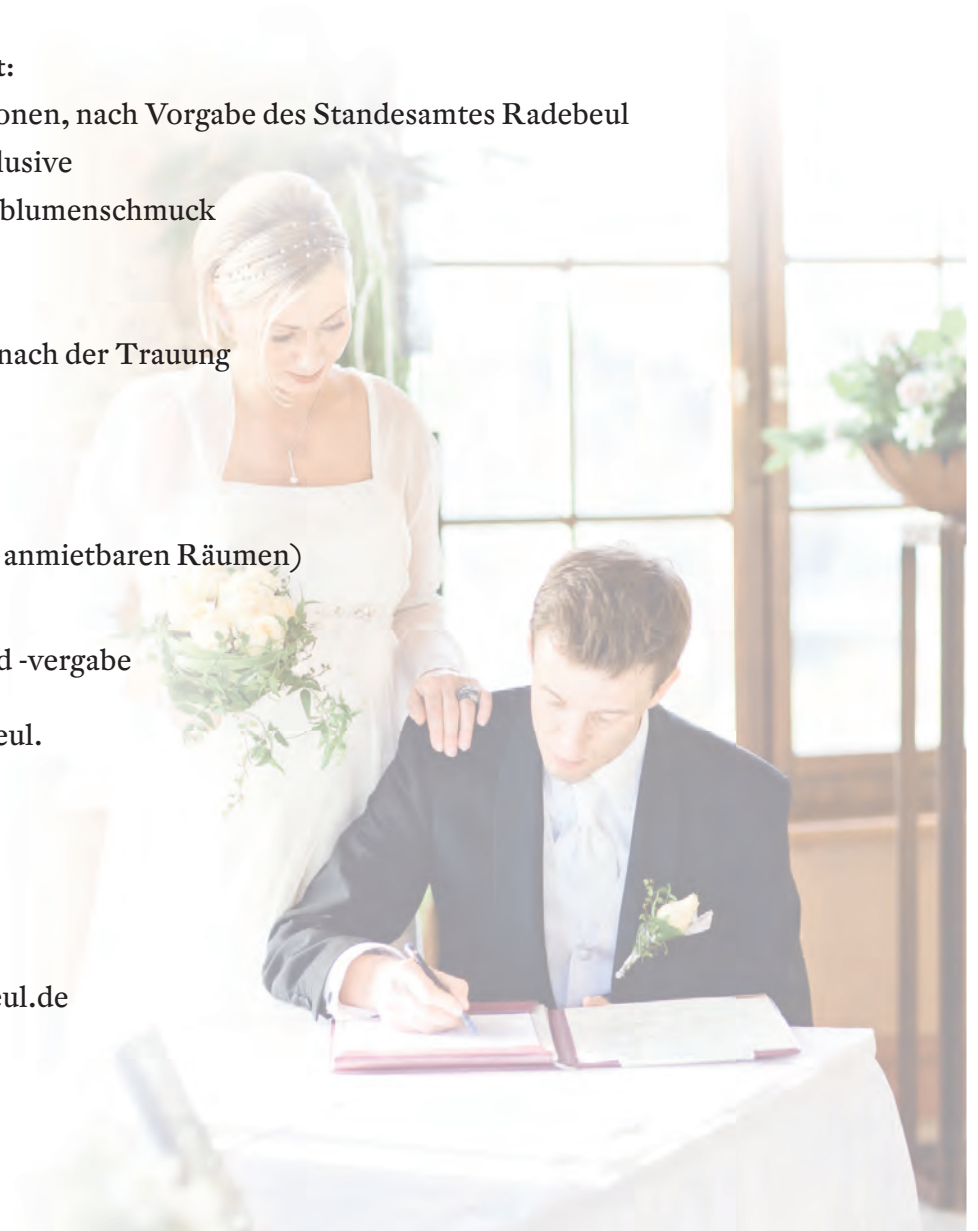 t:
onen, nach Vorgabe des Standesamtes Radebeul
lusive
blumenschmuck
nach der Trauung
anmietbaren Räumen)
d -vergabe
eul.
eul.de